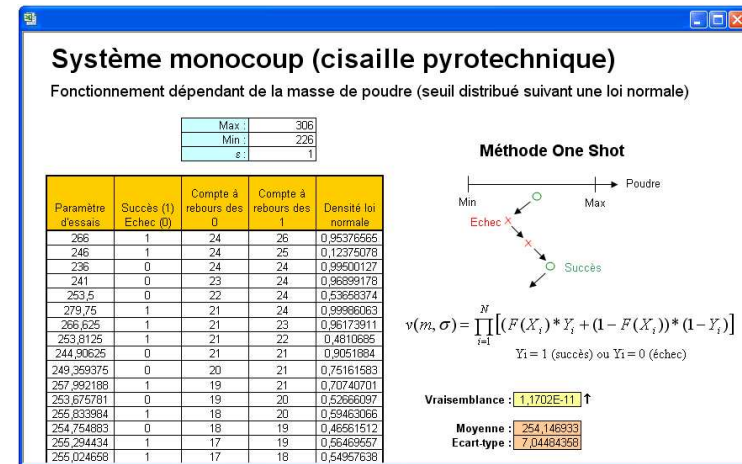 Système monocoup (cisaille pyrotechnique)
Fonctionnement dépendant de la masse de poudre (seuil distribué suivant une loi normale)
Max : 306
Min : 226
ε : 1
Paramètre d'essais Succès (1) Echec (0) Compte à rebours des 0 Compte à rebours des 1 Densité loi normale
266 1 24 26 0,95376565
246 1 24 25 0,12375078
236 0 24 24 0,99500127
241 0 23 24 0,96899178
253,5 0 22 24 0,53658374
279,75 1 21 24 0,99986063
266,625 1 21 23 0,96173911
253,8125 1 21 22 0,4810685
244,90625 0 21 21 0,9051884
249,359375 0 20 21 0,75161583
257,992188 1 19 21 0,70740701
253,675781 0 19 20 0,52666097
255,833984 1 18 20 0,59463066
254,754883 0 18 19 0,46561512
255,294434 1 17 19 0,56469557
255,024658 1 17 18 0,54957638
Méthode One Shot
Poudre
Min Max
Echec
Succès
v(m, σ) = ∏_{i=1}^{N} [(F(X_i) * Y_i + (1 - F(X_i)) * (1 - Y_i)]
Yi = 1 (succès) ou Yi = 0 (échec)
Vraisemblance : 1,1702E-11
Moyenne : 254,146933
Ecart-type : 7,04484358